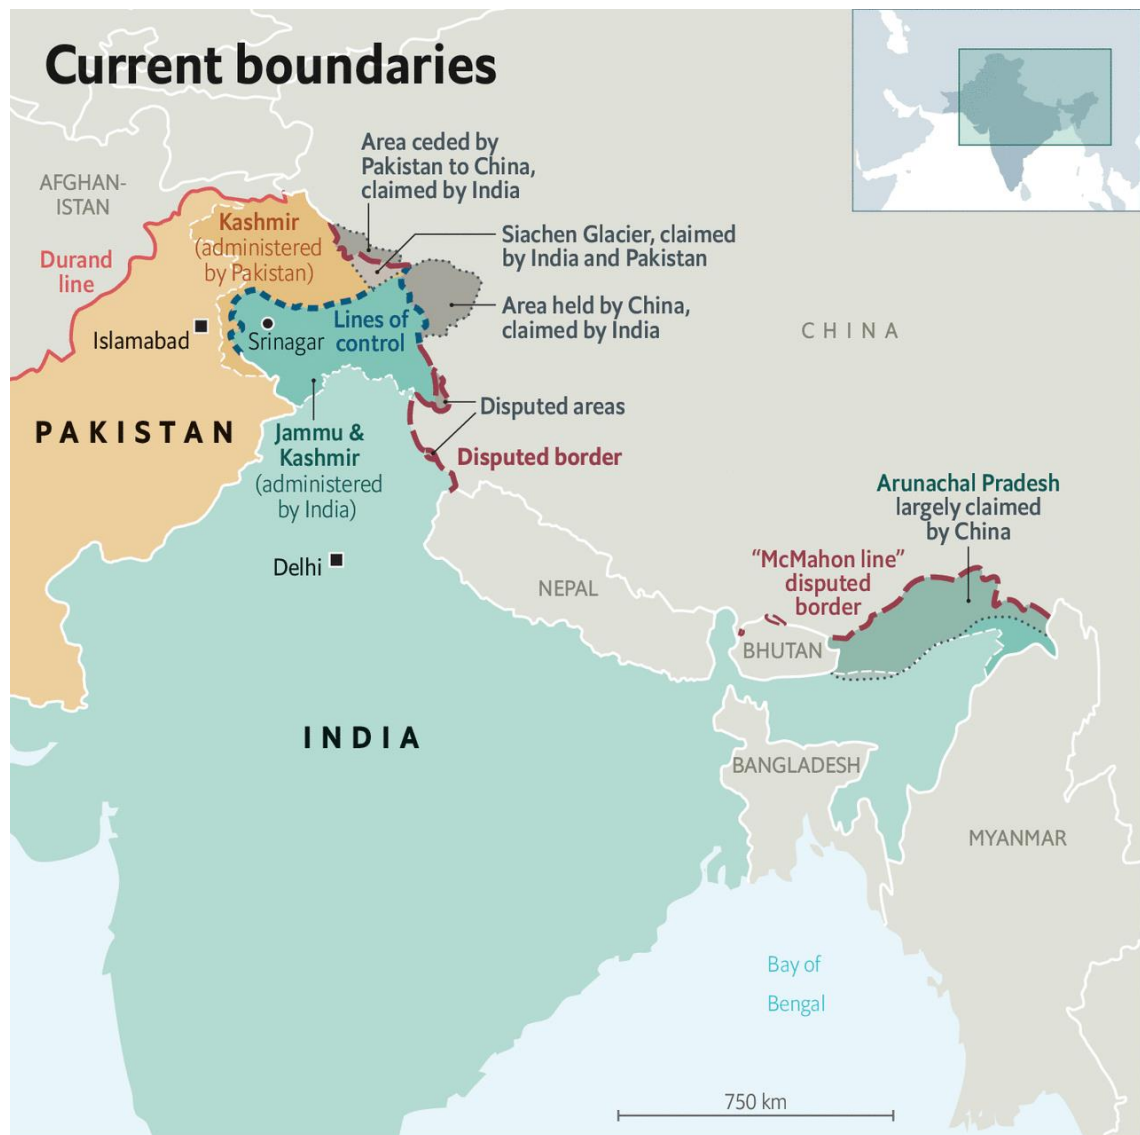 Current boundaries
Area ceded by
Pakistan to China,
claimed by India
AFGHAN-
ISTAN
Kashmir
(administered
by Pakistan)
Siachen Glacier, claimed
by India and Pakistan
Durand
line
Area held by China,
claimed by India
Islamabad
Srinagar
Lines of
control
CHINA
Disputed areas
PAKISTAN
Jammu &
Kashmir
(administered
by India)
Disputed border
Arunachal Pradesh
largely claimed
by China
Delhi
"McMahon line"
disputed
border
NEPAL
BHUTAN
INDIA
BANGLADESH
MYANMAR
Bay of
Bengal
750 km